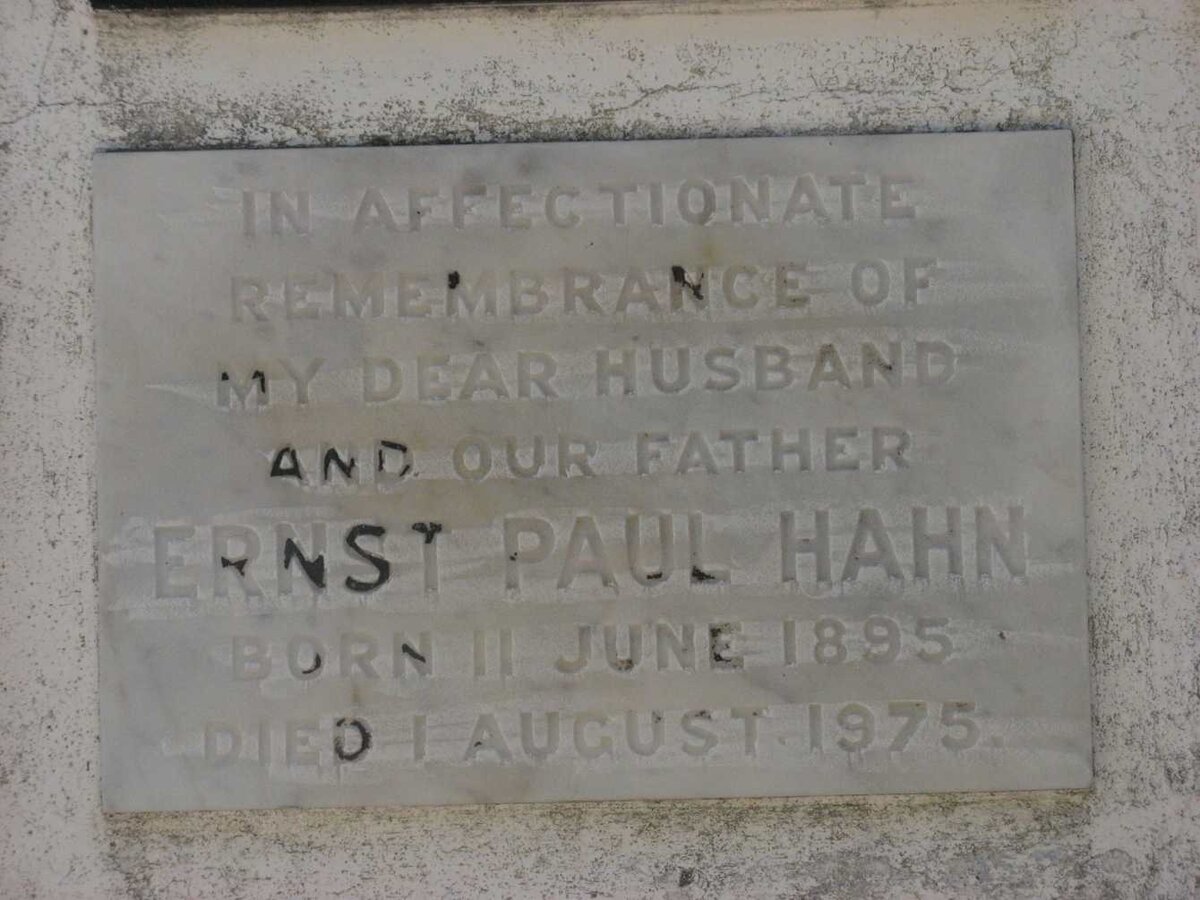 IN AFFECTIONATE
REMEMBRANCE OF
MY DEAR HUSBAND
AND OUR FATHER
ERNST PAUL HAHN
BORN 11 JUNE 1895
DIED 1 AUGUST 1975.